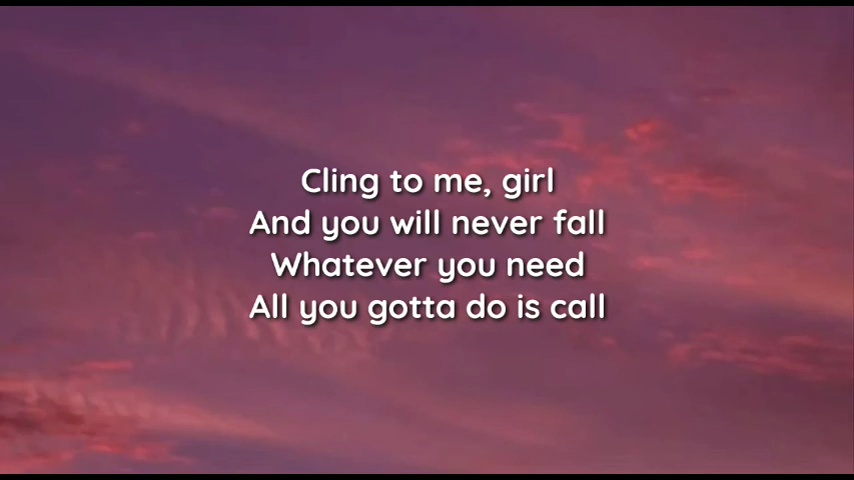 Cling to me, girl
And you will never fall
Whatever you need
All you gotta do is call